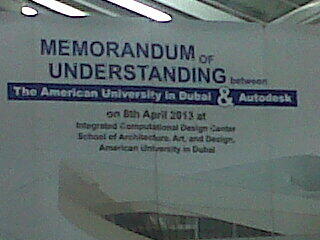 MEMORANDUM OF
UNDERSTANDING between
The American University in Dubai & Autodesk
on 8th April 2013 at
Integrated Computational Design Center
School of Architecture, Art, and Design,
American University in Dubai